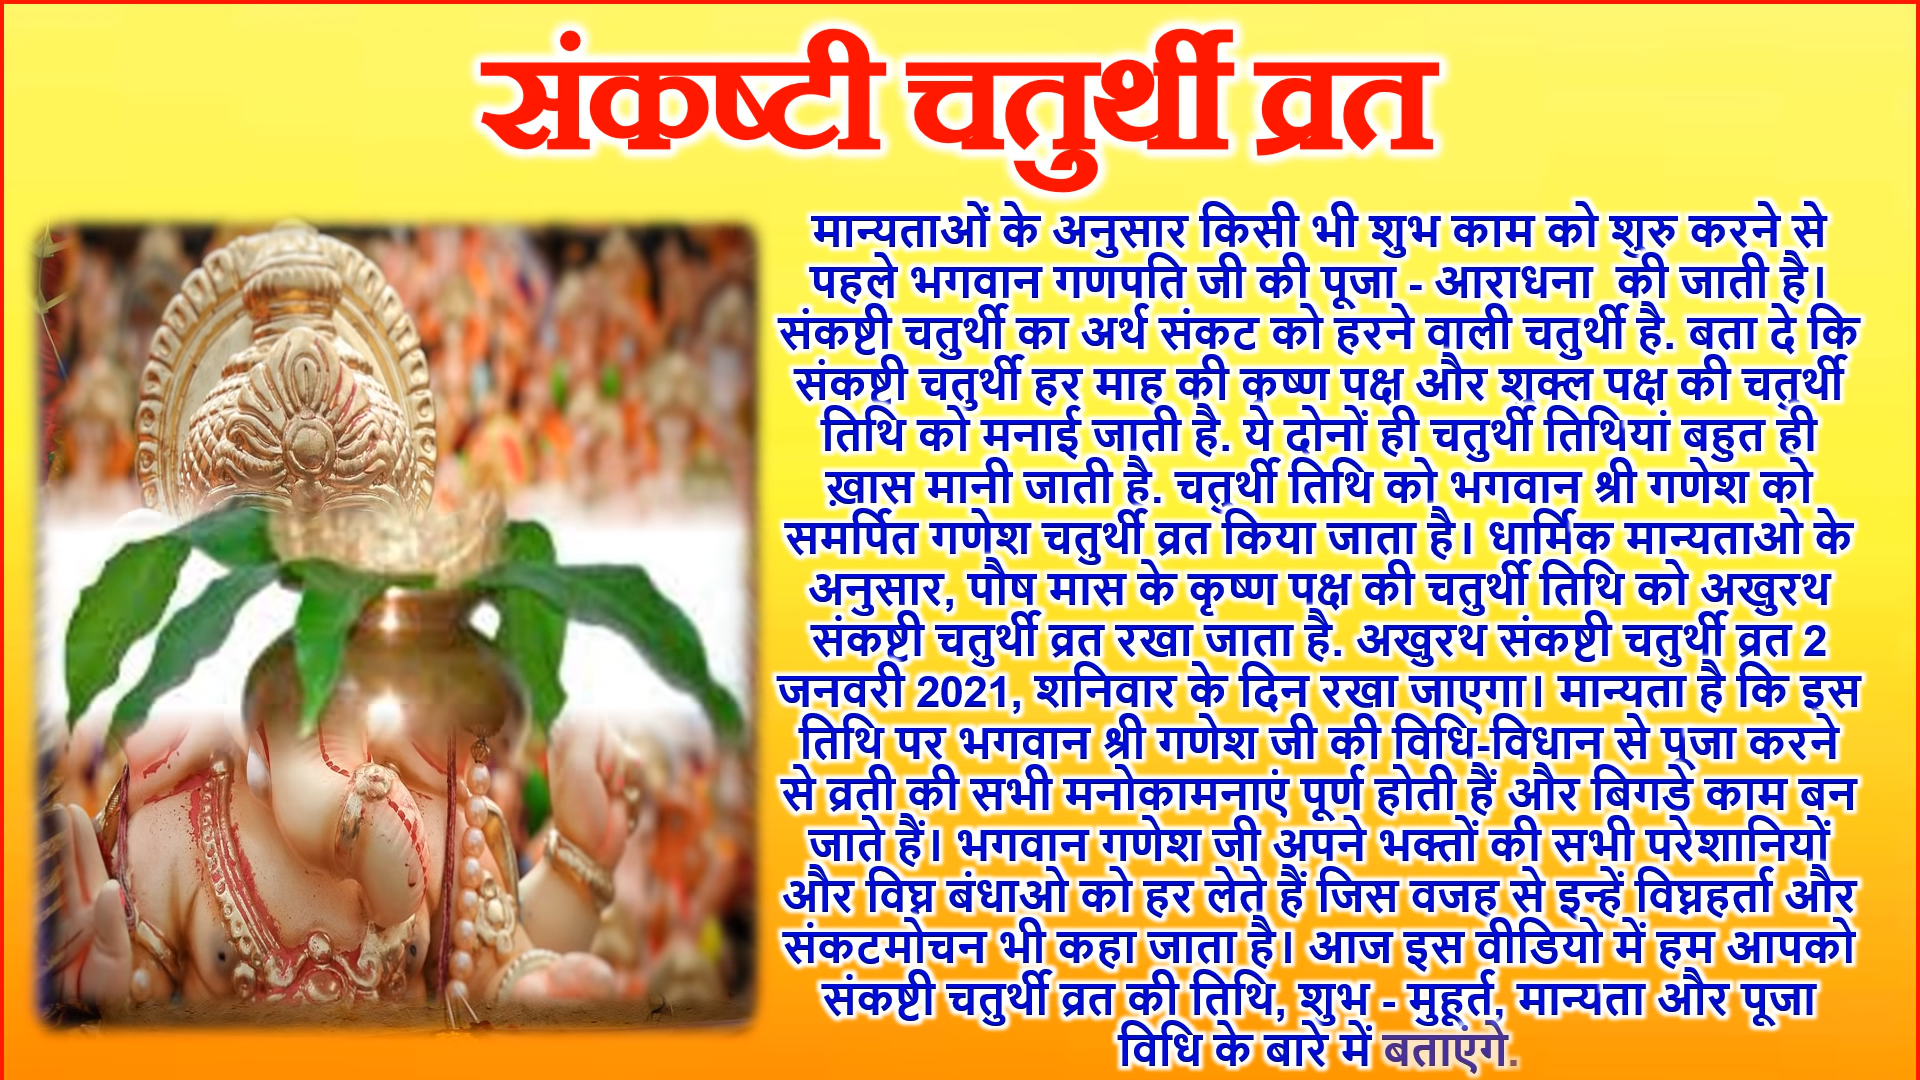 संकष्टी चतुर्थी व्रत
मान्यताओं के अनुसार किसी भी शुभ काम को शुरु करने से
पहले भगवान गणपति जी की पूजा - आराधना की जाती है।
संकष्टी चतुर्थी का अर्थ संकट को हरने वाली चतुर्थी है. बता दे कि
संकष्टी चतुर्थी हर माह की कृष्ण पक्ष और शुक्ल पक्ष की चतुर्थी
तिथि को मनाई जाती है. ये दोनों ही चतुर्थी तिथियां बहुत ही
ख़ास मानी जाती है. चतुर्थी तिथि को भगवान श्री गणेश को
समर्पित गणेश चतुर्थी व्रत किया जाता है। धार्मिक मान्यताओ के
अनुसार, पौष मास के कृष्ण पक्ष की चतुर्थी तिथि को अखुरथ
संकष्टी चतुर्थी व्रत रखा जाता है. अखुरथ संकष्टी चतुर्थी व्रत 2
जनवरी 2021, शनिवार के दिन रखा जाएगा। मान्यता है कि इस
तिथि पर भगवान श्री गणेश जी की विधि-विधान से पूजा करने
से व्रती की सभी मनोकामनाएं पूर्ण होती हैं और बिगडे काम बन
जाते हैं। भगवान गणेश जी अपने भक्तों की सभी परेशानियों
और विघ्न बंधाओ को हर लेते हैं जिस वजह से इन्हें विघ्नहर्ता और
संकटमोचन भी कहा जाता है। आज इस वीडियो में हम आपको
संकष्टी चतुर्थी व्रत की तिथि, शुभ - मुहूर्त, मान्यता और पूजा
विधि के बारे में बताएंगे.